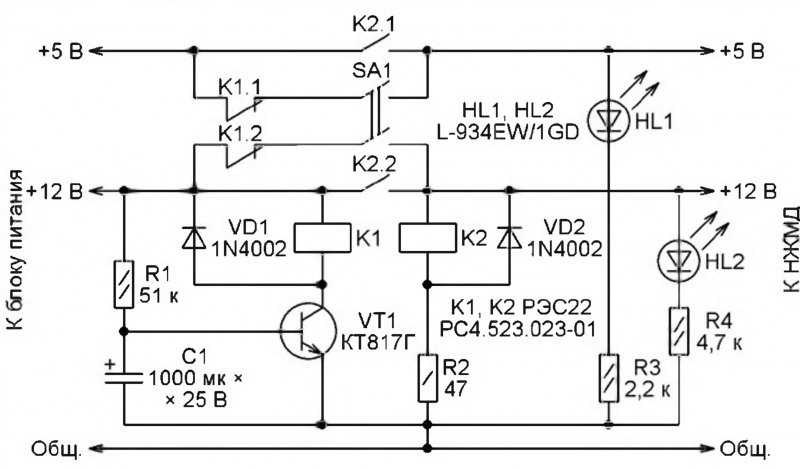 K2.1
+5 В
+5 В
SA1
K1.1
HL1, HL2
L-934EW/1GD
HL1
K1.2
K2.2
+12 В
+12 В
К блоку питания
К НЖМД
VD1
1N4002
K1
K2
VD2
1N4002
HL2
R1
51 к
K1, K2 РЭС22
РС4.523.023-01
VT1
КТ817Г
R4
4,7 к
C1
1000 мк ×
× 25 В
+
R2
47
R3
2,2 к
Общ.
Общ.